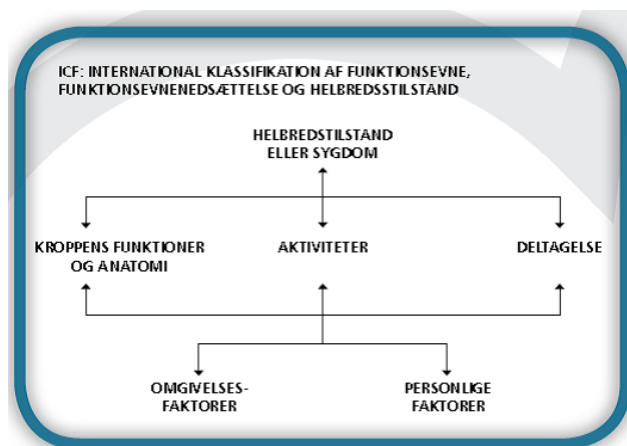 ICF: INTERNATIONAL KLASSIFIKATION AF FUNKTIONSEVNE,
FUNKTIONSEVNENEDSÆTTELSE OG HELBREDSSTILSTAND
HELBREDSTILSTAND
ELLER SYGDOM
KROPPENS FUNKTIONER
OG ANATOMI
AKTIVITETER
DELTAGELSE
OMGIVELSES-
FAKTORER
PERSONLIGE
FAKTORER